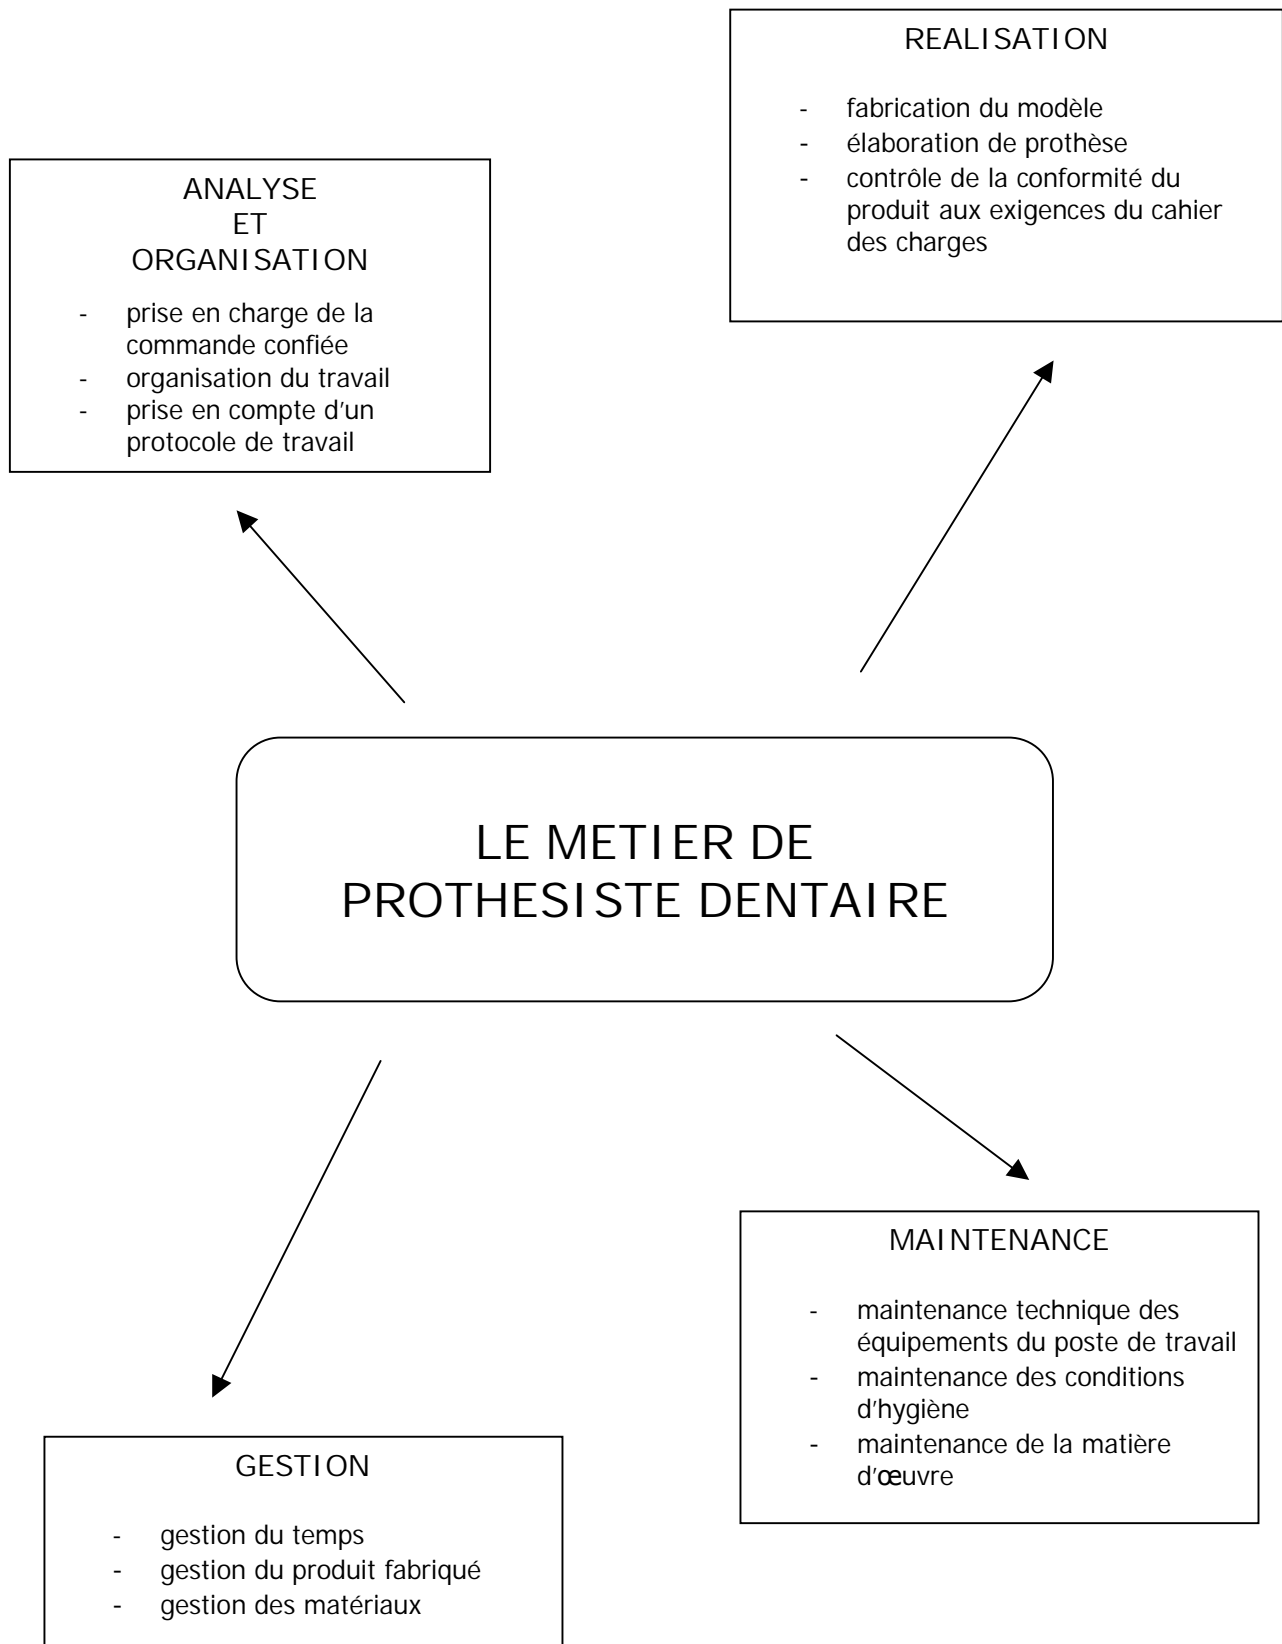 REALISATION
- fabrication du modèle
- élaboration de prothèse
- contrôle de la conformité du
produit aux exigences du cahier
des charges
ANALYSE
ET
ORGANISATION
- prise en charge de la
commande confiée
- organisation du travail
- prise en compte d'un
protocole de travail
LE METIER DE
PROTHESISTE DENTAIRE
MAINTENANCE
- maintenance technique des
équipements du poste de travail
- maintenance des conditions
d'hygiène
- maintenance de la matière
d'œuvre
GESTION
- gestion du temps
- gestion du produit fabriqué
- gestion des matériaux